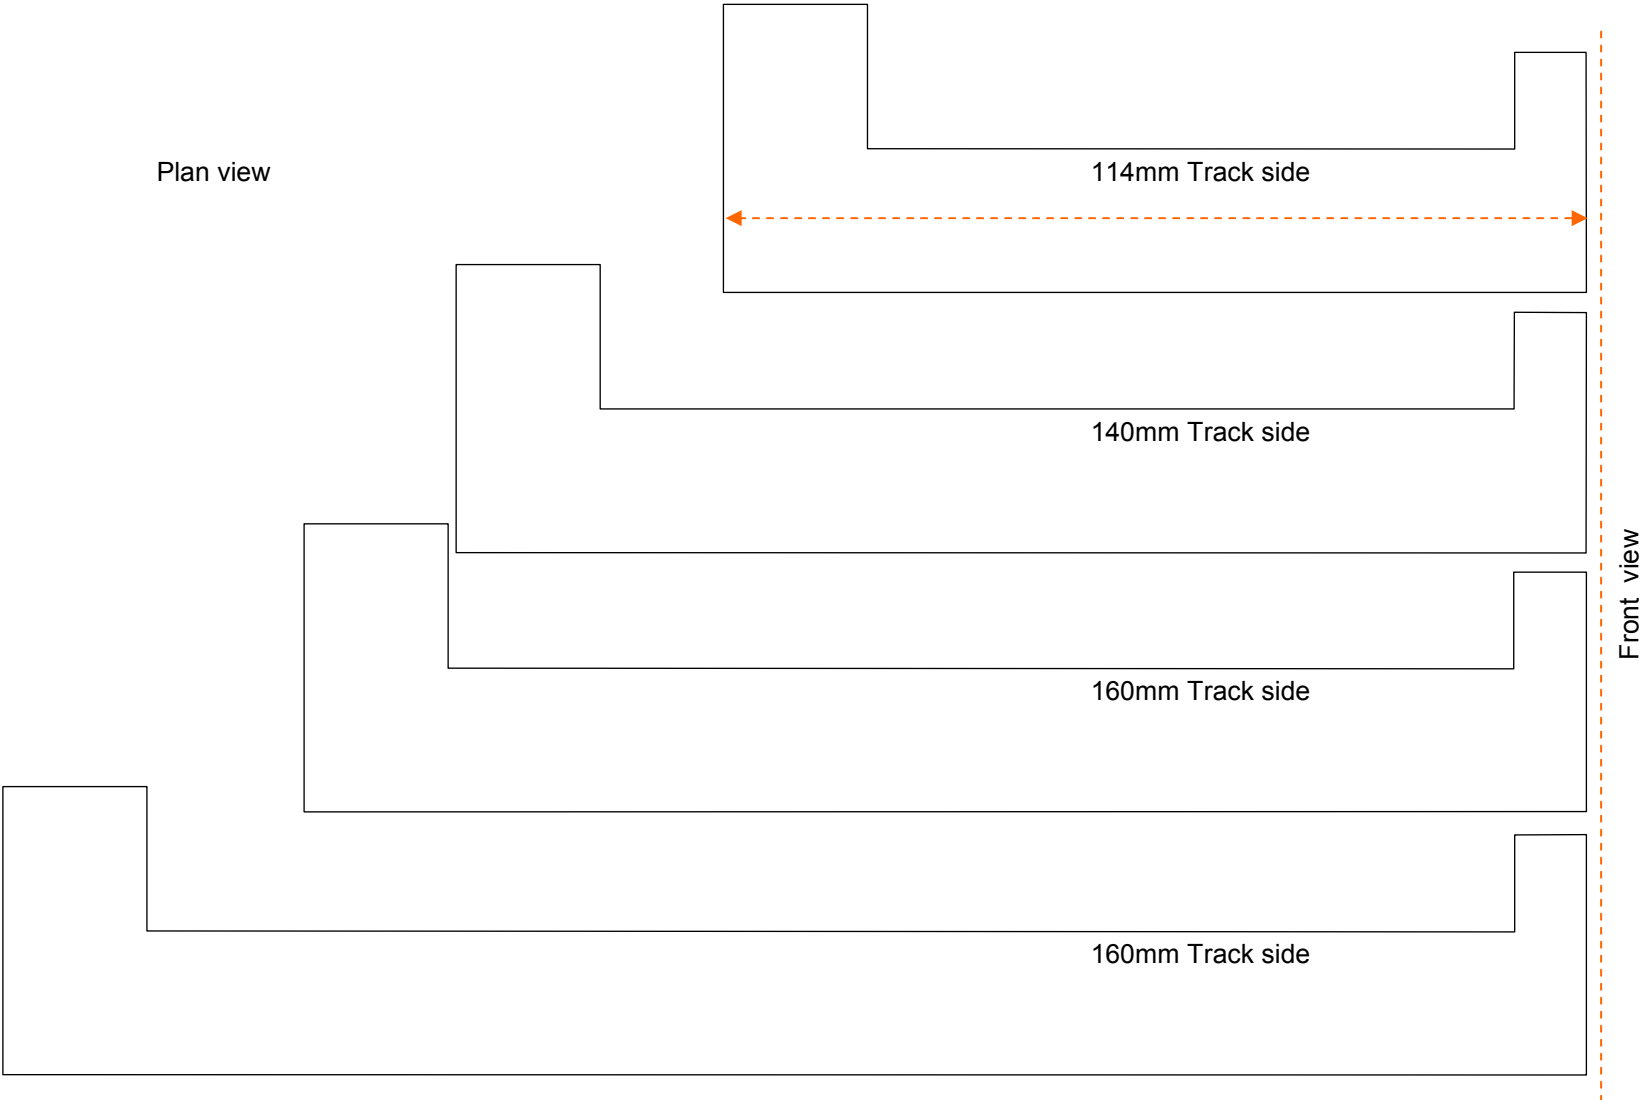 Plan view
114mm Track side
140mm Track side
160mm Track side
160mm Track side
Front view